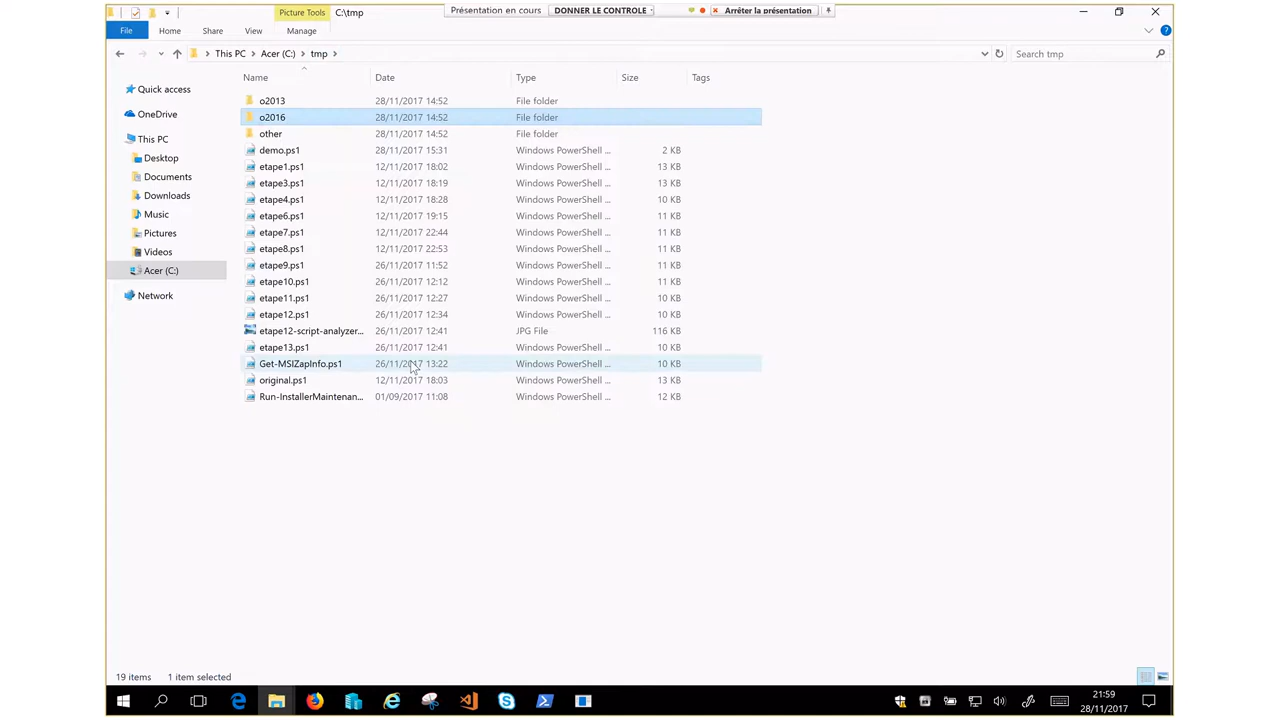 Picture Tools C:\tmp Présentation en cours DONNER LE CONTROLE Arrêter la présentation
File Home Share View Manage
This PC Acer (C:) tmp Search tmp
Name Date Type Size Tags
Quick access
OneDrive
This PC
Desktop
Documents
Downloads
Music
Pictures
Videos
Acer (C:)
Network
o2013 28/11/2017 14:52 File folder
o2016 28/11/2017 14:52 File folder
other 28/11/2017 14:52 File folder
demo.ps1 28/11/2017 15:31 Windows PowerShell ... 2 KB
etape1.ps1 12/11/2017 18:02 Windows PowerShell ... 13 KB
etape3.ps1 12/11/2017 18:19 Windows PowerShell ... 13 KB
etape4.ps1 12/11/2017 18:28 Windows PowerShell ... 10 KB
etape6.ps1 12/11/2017 19:15 Windows PowerShell ... 11 KB
etape7.ps1 12/11/2017 22:44 Windows PowerShell ... 11 KB
etape8.ps1 12/11/2017 22:53 Windows PowerShell ... 11 KB
etape9.ps1 26/11/2017 11:52 Windows PowerShell ... 11 KB
etape10.ps1 26/11/2017 12:12 Windows PowerShell ... 11 KB
etape11.ps1 26/11/2017 12:27 Windows PowerShell ... 10 KB
etape12.ps1 26/11/2017 12:34 Windows PowerShell ... 10 KB
etape12-script-analyzer... 26/11/2017 12:41 JPG File 116 KB
etape13.ps1 26/11/2017 12:41 Windows PowerShell ... 10 KB
Get-MSIZapInfo.ps1 26/11/2017 13:22 Windows PowerShell ... 10 KB
original.ps1 12/11/2017 18:03 Windows PowerShell ... 13 KB
Run-InstallerMaintenan... 01/09/2017 11:08 Windows PowerShell ... 12 KB
19 items 1 item selected
21:59
28/11/2017